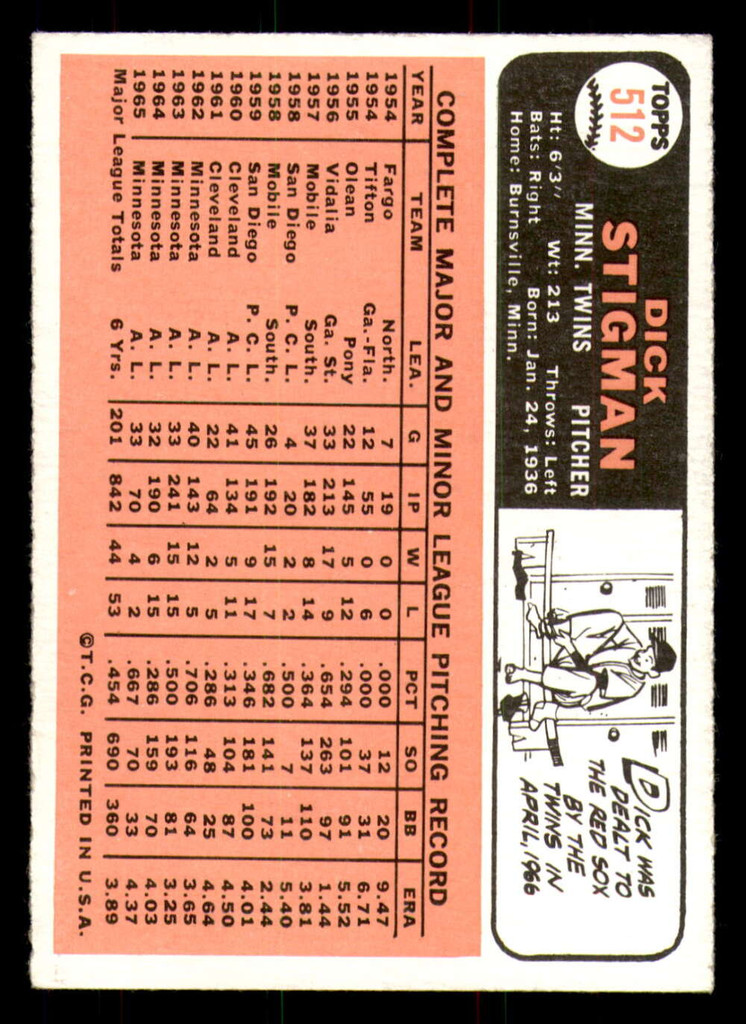 TOPPS
512
DICK
STIGMAN
MINN. TWINS PITCHER
Ht: 6'3" Wt: 213 Throws: Left
Bats: Right Born: Jan. 24, 1936
Home: Burnsville, Minn.
DICK WAS
DEALT TO
THE RED SOX
BY THE
TWINS IN
APRIL, 1966
COMPLETE MAJOR AND MINOR LEAGUE PITCHING RECORD
YEAR TEAM LEA. G IP W L PCT SO BB ERA
1954 Fargo North. 7 19 0 0 .000 12 20 9.47
1954 Tifton Ga.-Fla. 12 55 0 6 .000 37 31 6.71
1955 Olean Pony 22 145 5 12 .294 101 91 5.52
1956 Vidalia Ga. St. 33 213 17 9 .654 263 97 1.44
1957 Mobile South. 37 182 8 14 .364 137 110 3.81
1958 San Diego P. C. L. 4 20 2 2 .500 7 11 5.40
1958 Mobile South. 26 192 15 7 .682 141 73 2.44
1959 San Diego P. C. L. 45 191 9 17 .346 181 100 4.01
1960 Cleveland A. L. 41 134 5 11 .313 104 87 4.50
1961 Cleveland A. L. 22 64 2 5 .286 48 25 4.64
1962 Minnesota A. L. 40 143 12 5 .706 116 64 3.65
1963 Minnesota A. L. 33 241 15 15 .500 193 81 3.25
1964 Minnesota A. L. 32 190 6 15 .286 159 70 4.03
1965 Minnesota A. L. 33 70 4 2 .667 70 33 4.37
Major League Totals 6 Yrs. 201 842 44 53 .454 690 360 3.89
©T.C.G. PRINTED IN U.S.A.